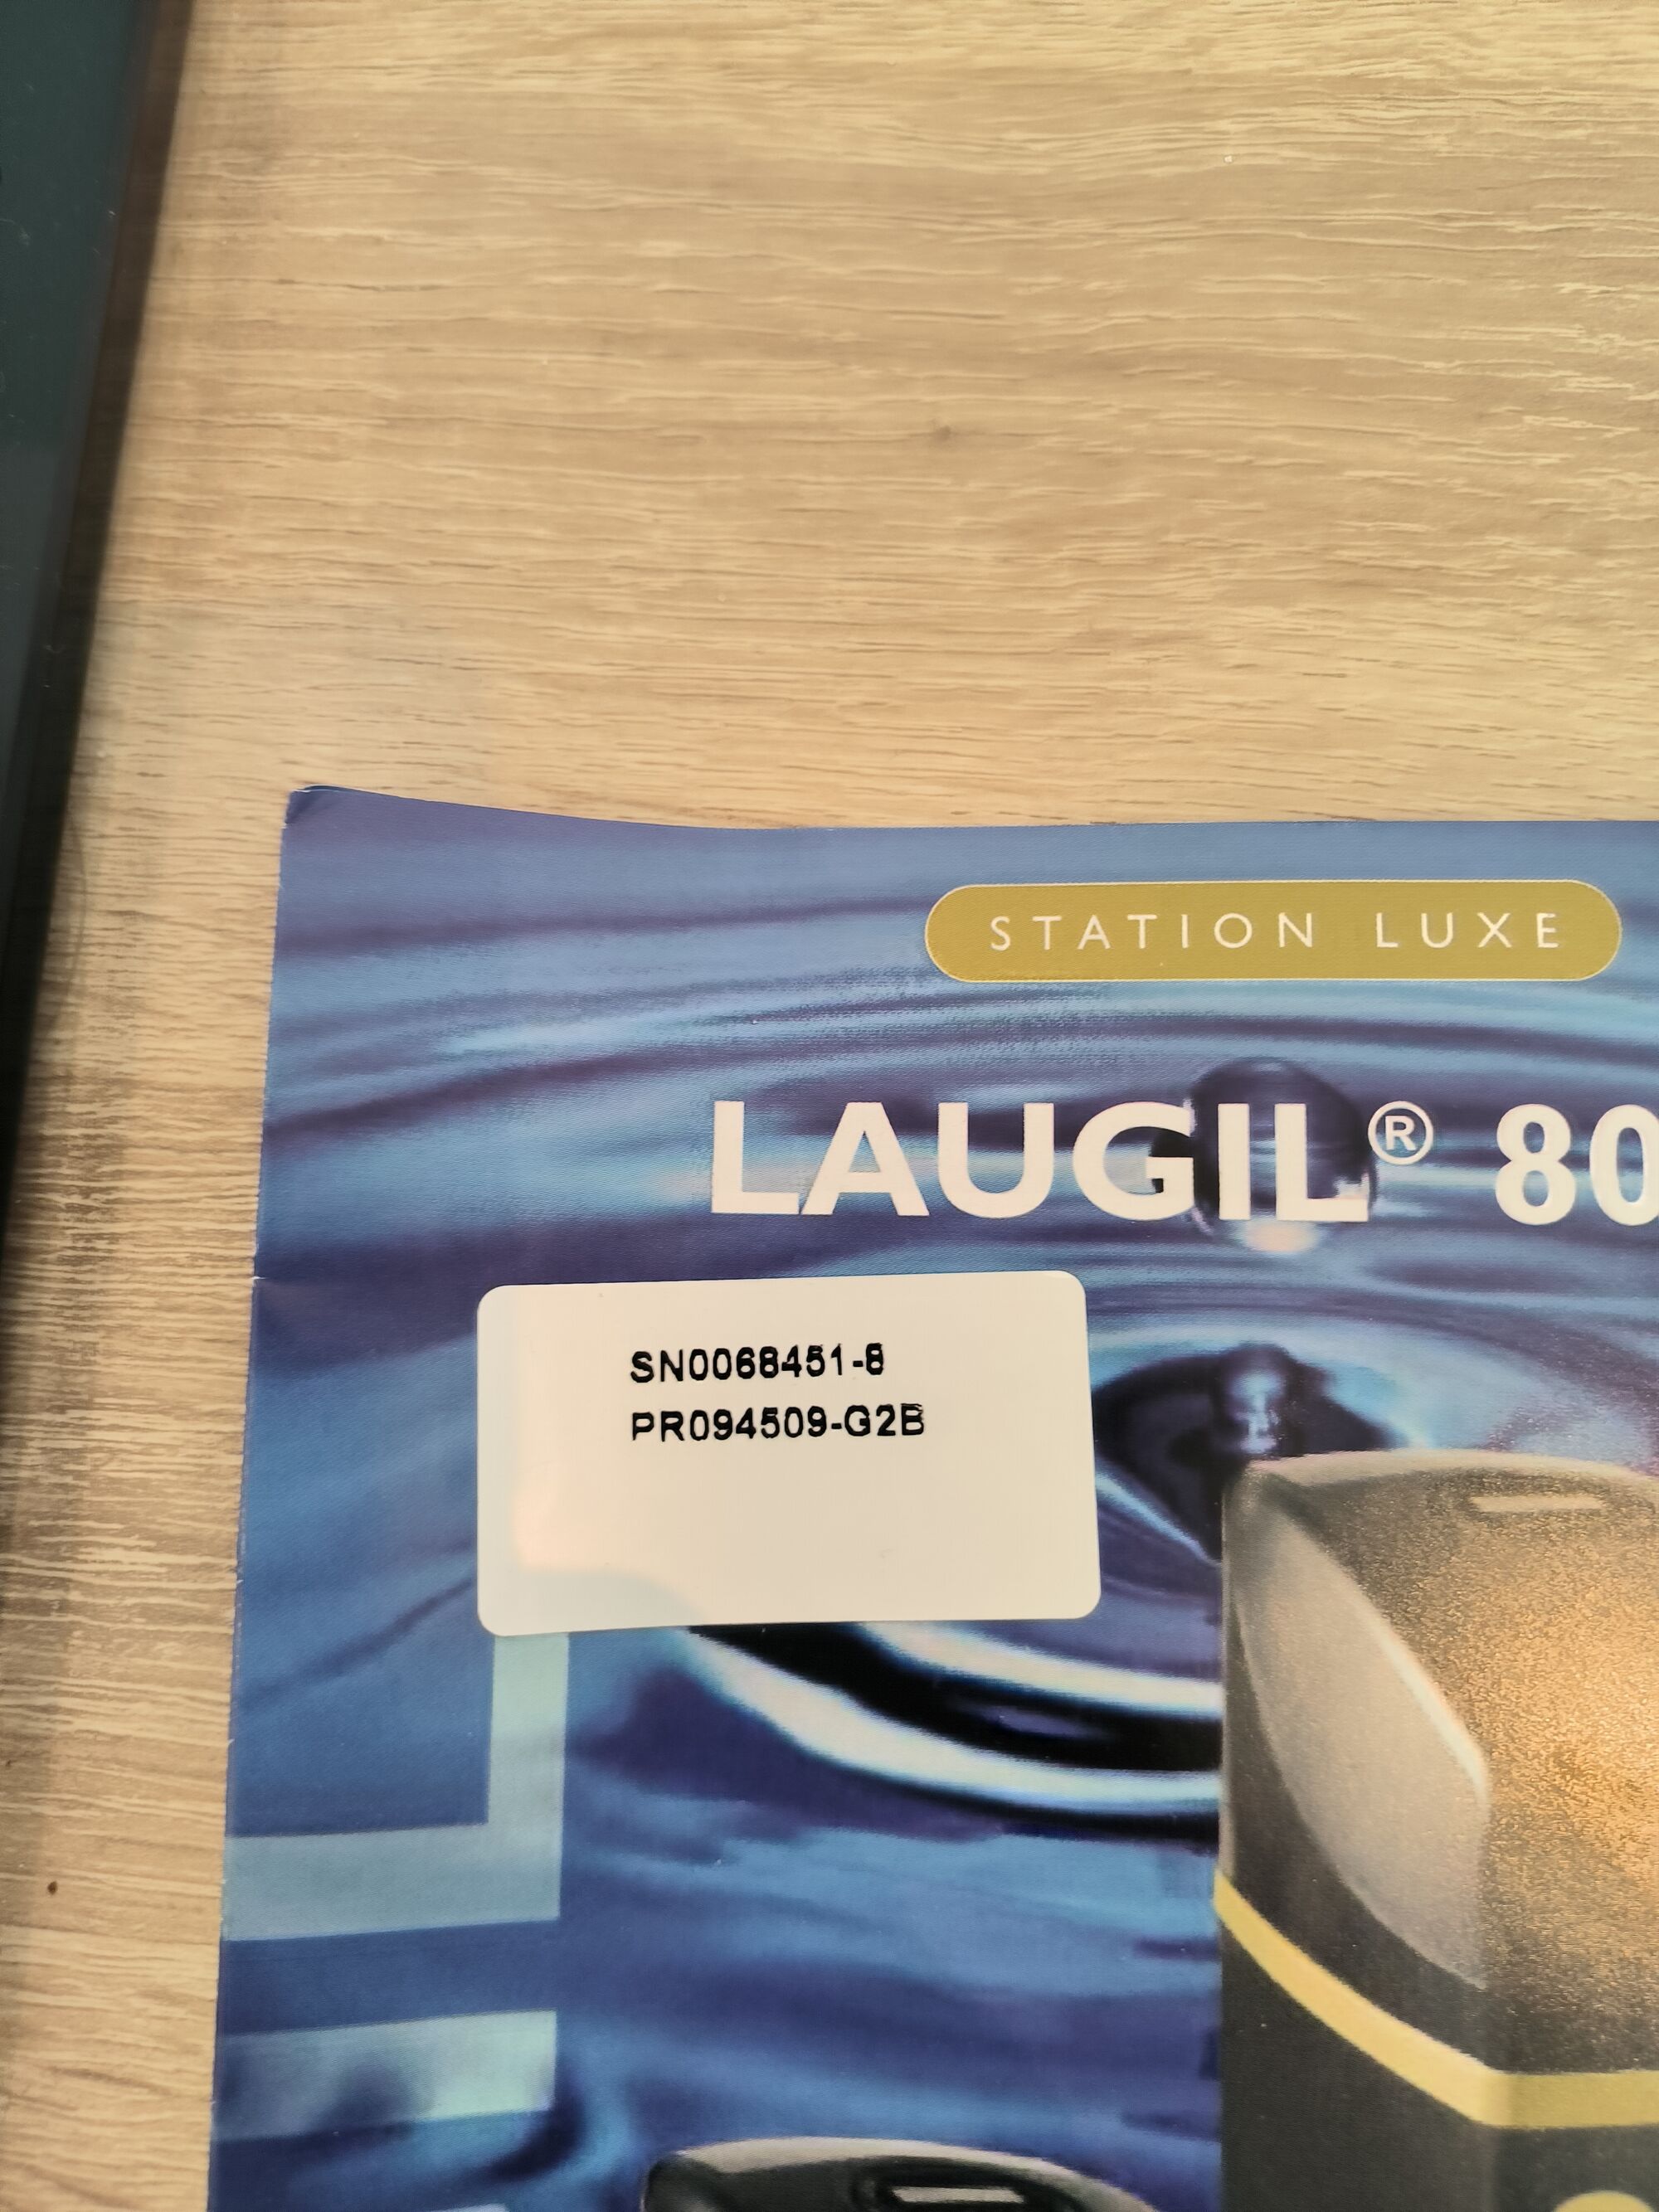 STATION LUXE
LAUGIL® 80
SN0068451-8
PR094509-G2B